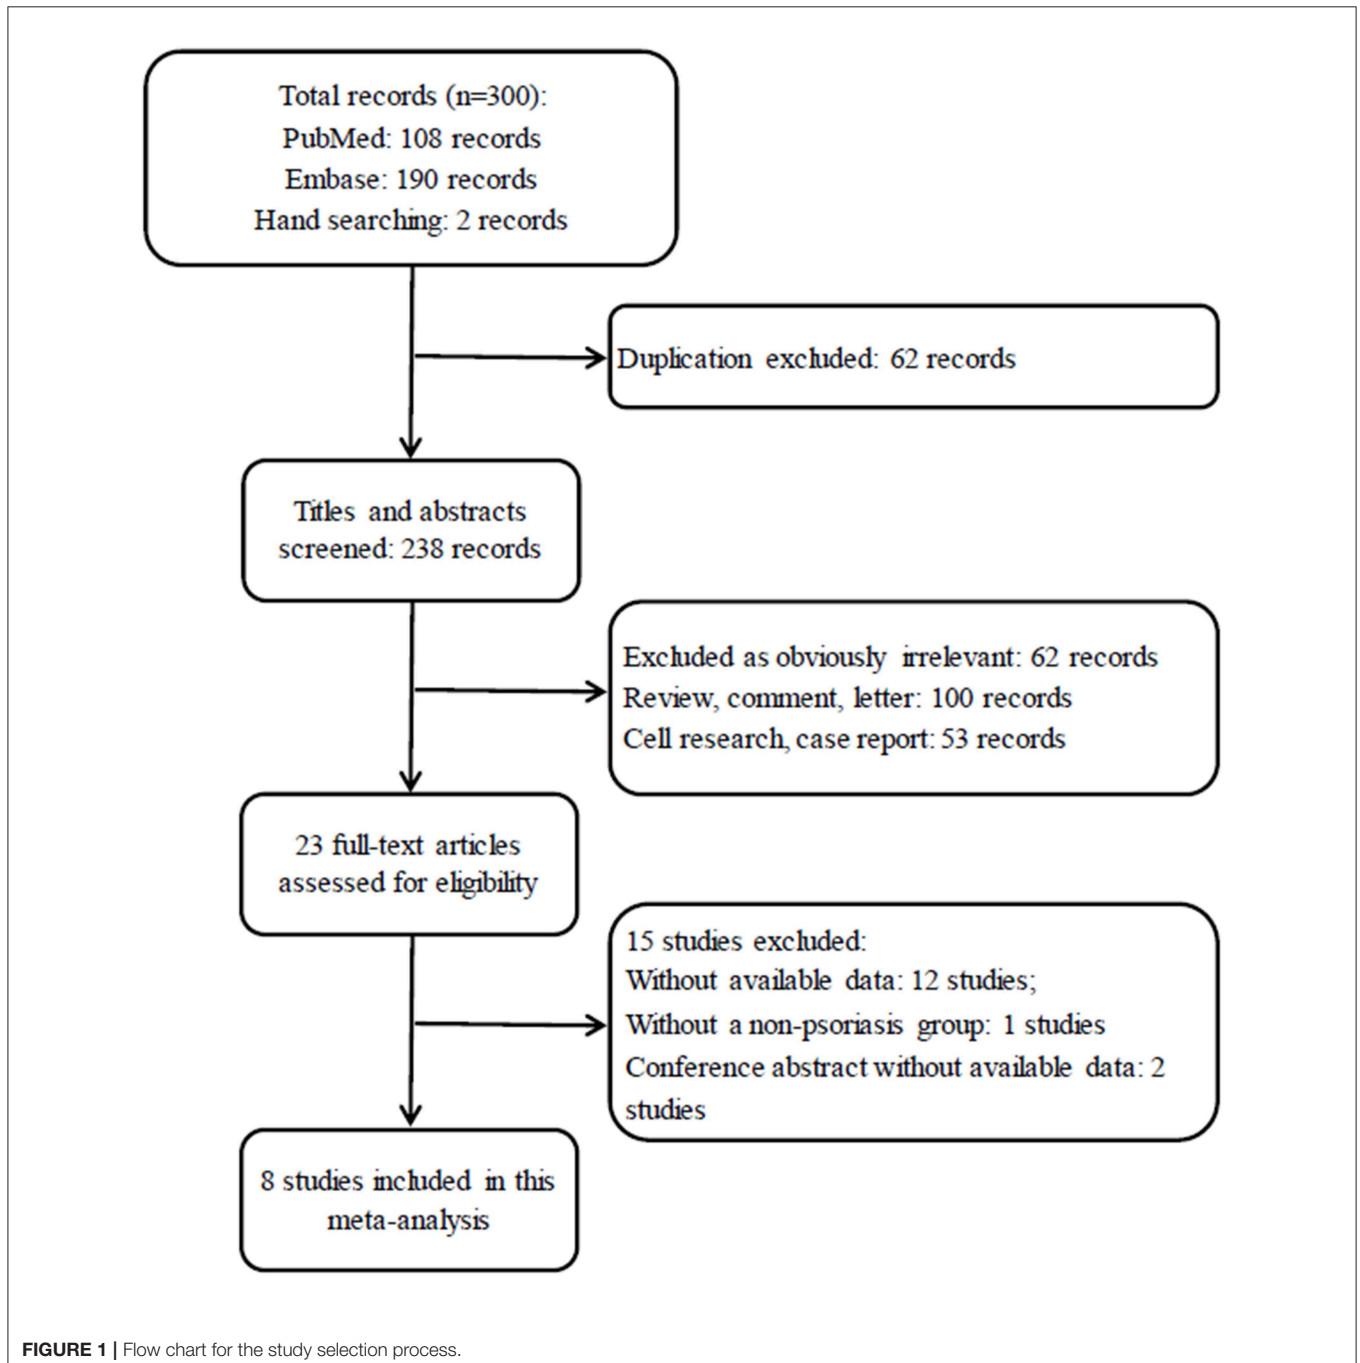 Total records (n=300):
PubMed: 108 records
Embase: 190 records
Hand searching: 2 records
Duplication excluded: 62 records
Titles and abstracts
screened: 238 records
Excluded as obviously irrelevant: 62 records
Review, comment, letter: 100 records
Cell research, case report: 53 records
23 full-text articles
assessed for eligibility
15 studies excluded:
Without available data: 12 studies;
Without a non-psoriasis group: 1 studies
Conference abstract without available data: 2
studies
8 studies included in this
meta-analysis
FIGURE 1 | Flow chart for the study selection process.